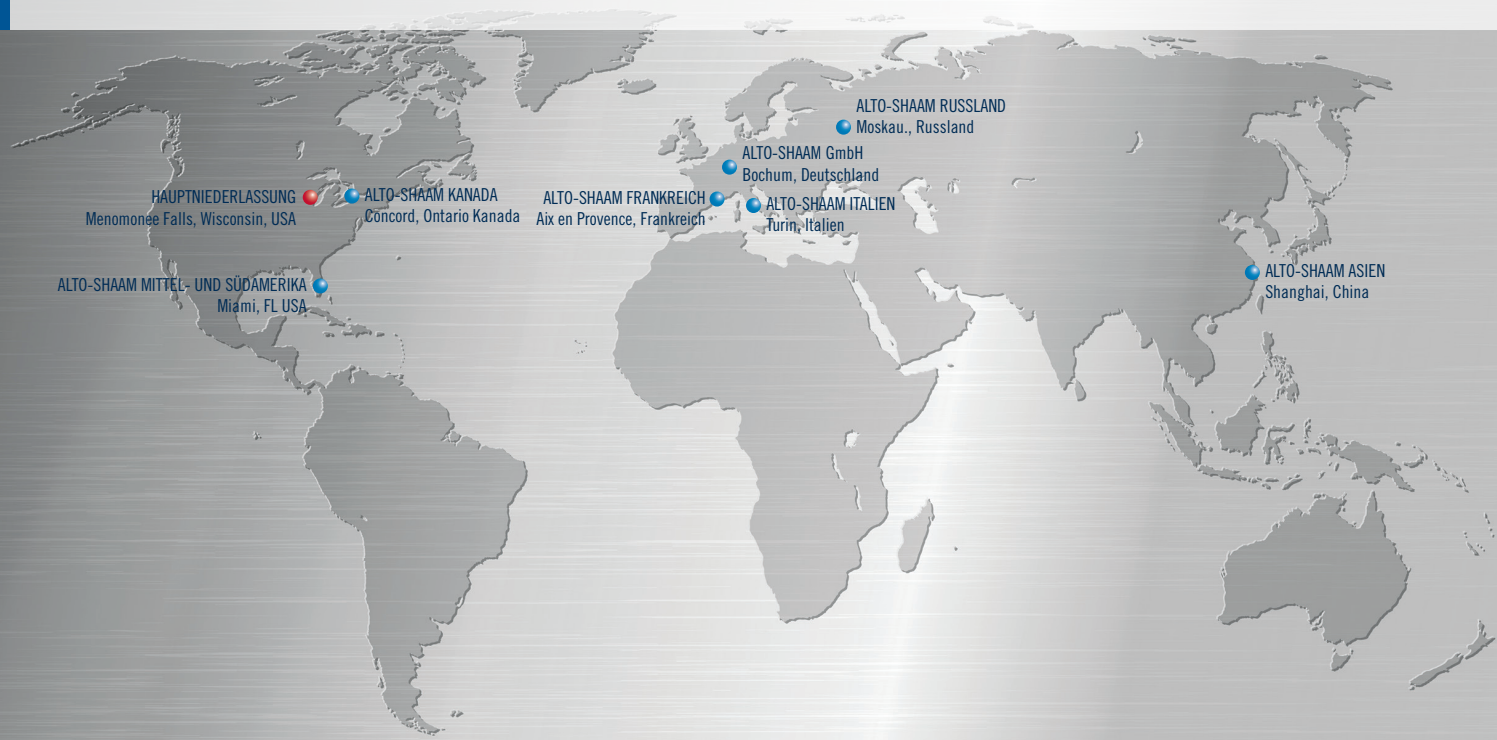 ALTO-SHAAM RUSSLAND
Moskau., Russland
ALTO-SHAAM GmbH
Bochum, Deutschland
HAUPTNIEDERLASSUNG
Menomonee Falls, Wisconsin, USA
ALTO-SHAAM KANADA
Concord, Ontario Kanada
ALTO-SHAAM FRANKREICH
Aix en Provence, Frankreich
ALTO-SHAAM ITALIEN
Turin, Italien
ALTO-SHAAM MITTEL- UND SÜDAMERIKA
Miami, FL USA
ALTO-SHAAM ASIEN
Shanghai, China